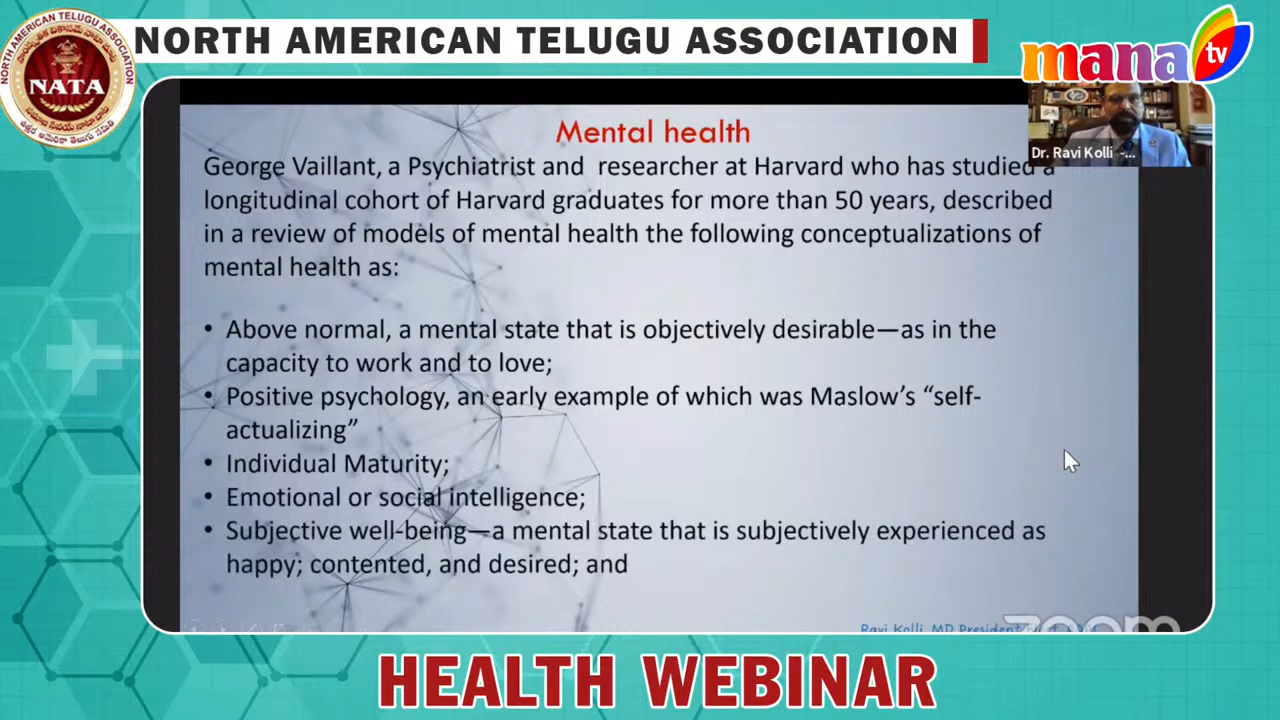 NORTH AMERICAN TELUGU ASSOCIATION
NORTH AMERICAN TELUGU ASSOCIATION
NATA
mana tv
Dr. Ravi Kolli -...
Mental health
George Vaillant, a Psychiatrist and researcher at Harvard who has studied a
longitudinal cohort of Harvard graduates for more than 50 years, described
in a review of models of mental health the following conceptualizations of
mental health as:
• Above normal, a mental state that is objectively desirable—as in the
capacity to work and to love;
• Positive psychology, an early example of which was Maslow's “self-
actualizing”
• Individual Maturity;
• Emotional or social intelligence;
• Subjective well-being—a mental state that is subjectively experienced as
happy; contented, and desired; and
Ravi Kolli, MD President
zoom
HEALTH WEBINAR